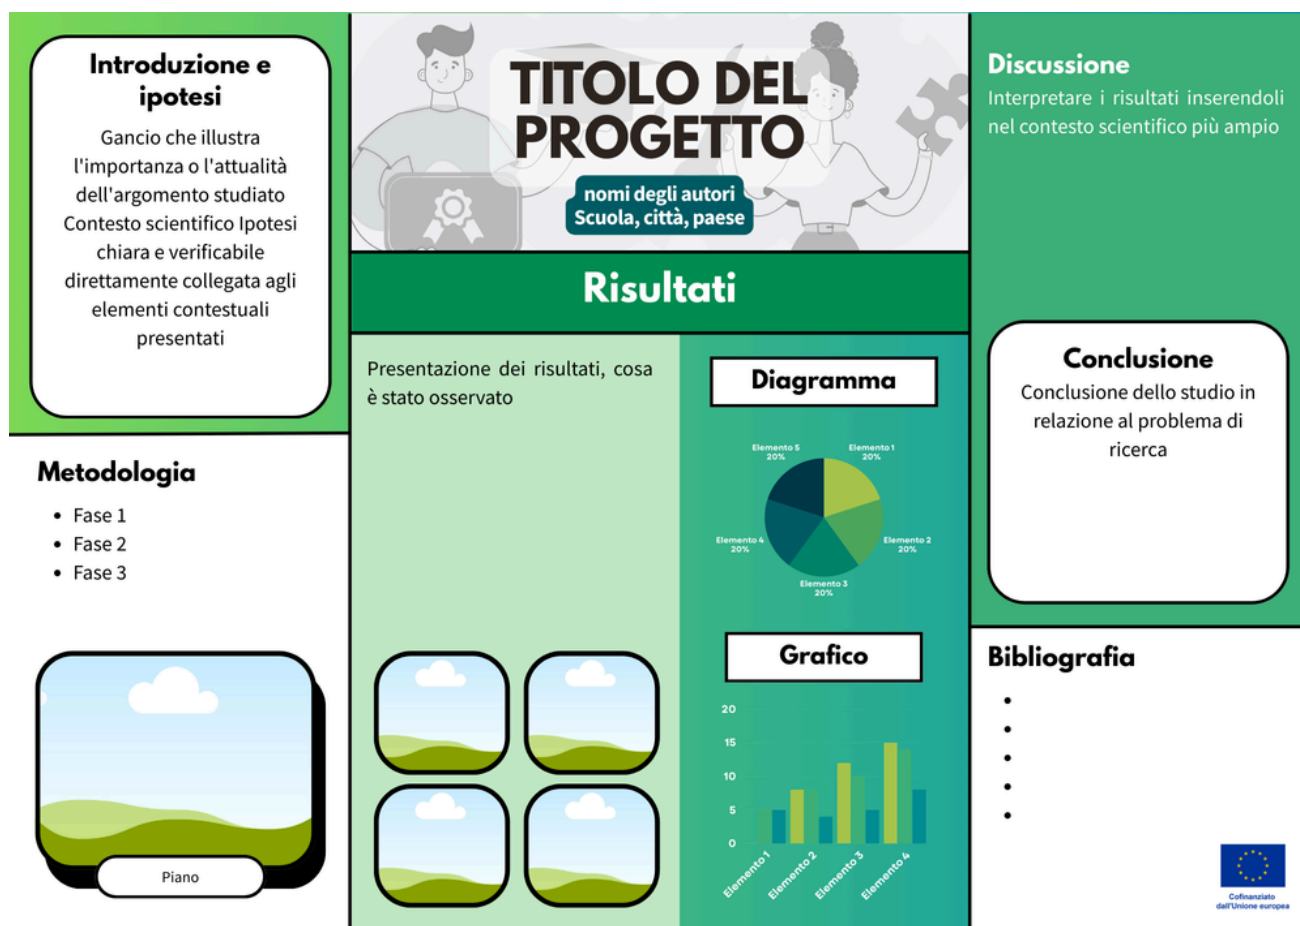 Introduzione e
ipotesi
Gancio che illustra
l'importanza o l'attualità
dell'argomento studiato
Contesto scientifico Ipotesi
chiara e verificabile
direttamente collegata agli
elementi contestuali
presentati
Metodologia
• Fase 1
• Fase 2
• Fase 3
Piano
TITOLO DEL
PROGETTO
nomi degli autori
Scuola, città, paese
Risultati
Presentazione dei risultati, cosa
è stato osservato
Diagramma
Elemento 5
20%
Elemento 1
20%
Elemento 4
20%
Elemento 2
20%
Elemento 3
20%
Grafico
20
15
10
5
0
Elemento 1
Elemento 2
Elemento 3
Elemento 4
Discussione
Interpretare i risultati inserendoli
nel contesto scientifico più ampio
Conclusione
Conclusione dello studio in
relazione al problema di
ricerca
Bibliografia
Cofinanziato
dall'Unione europea